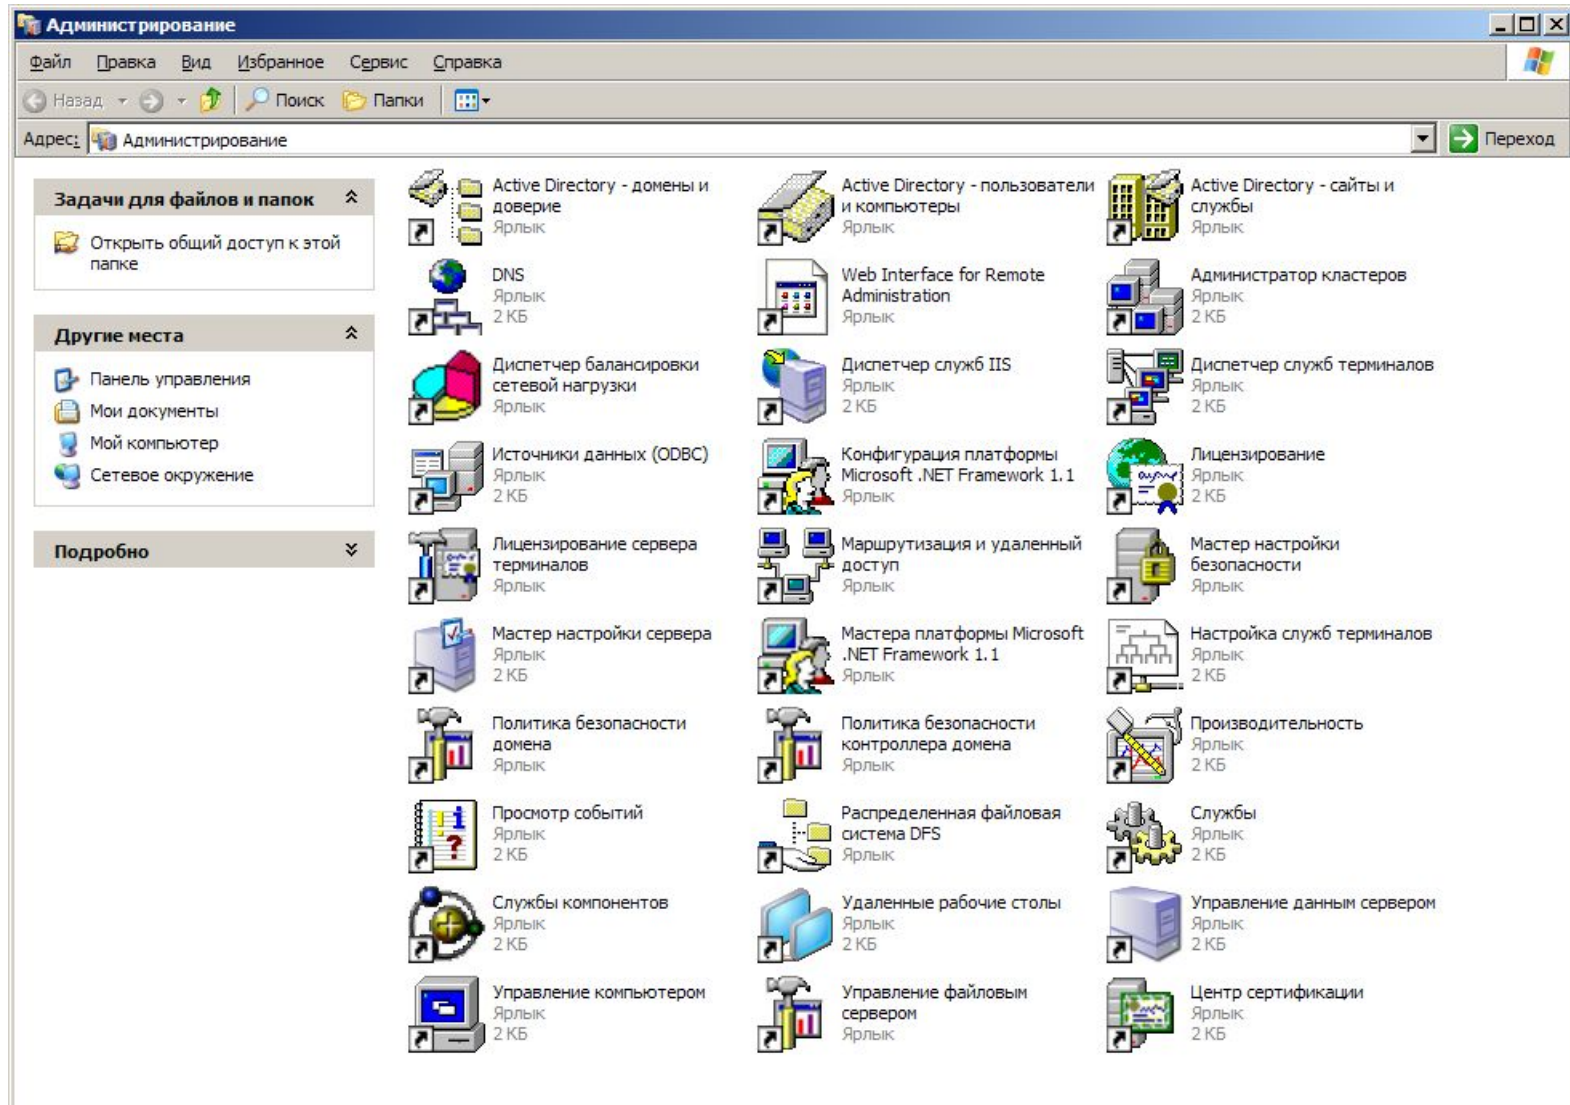 Администрирование
Файл Правка Вид Избранное Сервис Справка
Назад Поиск Папки
Адрес: Администрирование Переход
Задачи для файлов и папок
Открыть общий доступ к этой
папке
Другие места
Панель управления
Мои документы
Мой компьютер
Сетевое окружение
Подробно
Active Directory - домены и
доверие
Ярлык
Active Directory - пользователи
и компьютеры
Ярлык
Active Directory - сайты и
службы
Ярлык
DNS
Ярлык
2 КБ
Web Interface for Remote
Administration
Ярлык
Администратор кластеров
Ярлык
2 КБ
Диспетчер балансировки
сетевой нагрузки
Ярлык
Диспетчер служб IIS
Ярлык
2 КБ
Диспетчер служб терминалов
Ярлык
2 КБ
Источники данных (ODBC)
Ярлык
2 КБ
Конфигурация платформы
Microsoft .NET Framework 1.1
Ярлык
Лицензирование
Ярлык
2 КБ
Лицензирование сервера
терминалов
Ярлык
Маршрутизация и удаленный
доступ
Ярлык
Мастер настройки
безопасности
Ярлык
Мастер настройки сервера
Ярлык
2 КБ
Мастера платформы Microsoft
.NET Framework 1.1
Ярлык
Настройка служб терминалов
Ярлык
2 КБ
Политика безопасности
домена
Ярлык
Политика безопасности
контроллера домена
Ярлык
Производительность
Ярлык
2 КБ
Просмотр событий
Ярлык
2 КБ
Распределенная файловая
система DFS
Ярлык
Службы
Ярлык
2 КБ
Службы компонентов
Ярлык
2 КБ
Удаленные рабочие столы
Ярлык
2 КБ
Управление данным сервером
Ярлык
2 КБ
Управление компьютером
Ярлык
2 КБ
Управление файловым
сервером
Ярлык
Центр сертификации
Ярлык
2 КБ